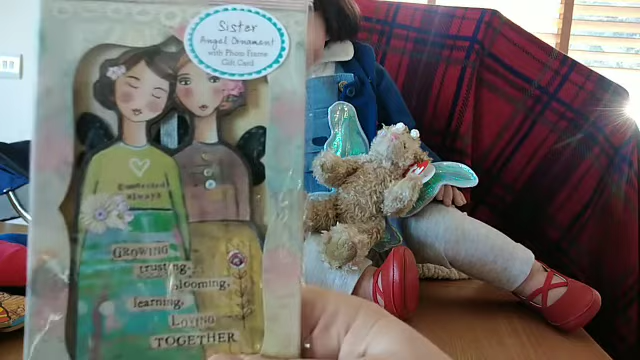 Sister
Angel Ornament
with Photo Frame
Gift Card
Connected
always
GROWING
trusting,
blooming,
learning,
LOVING
TOGETHER